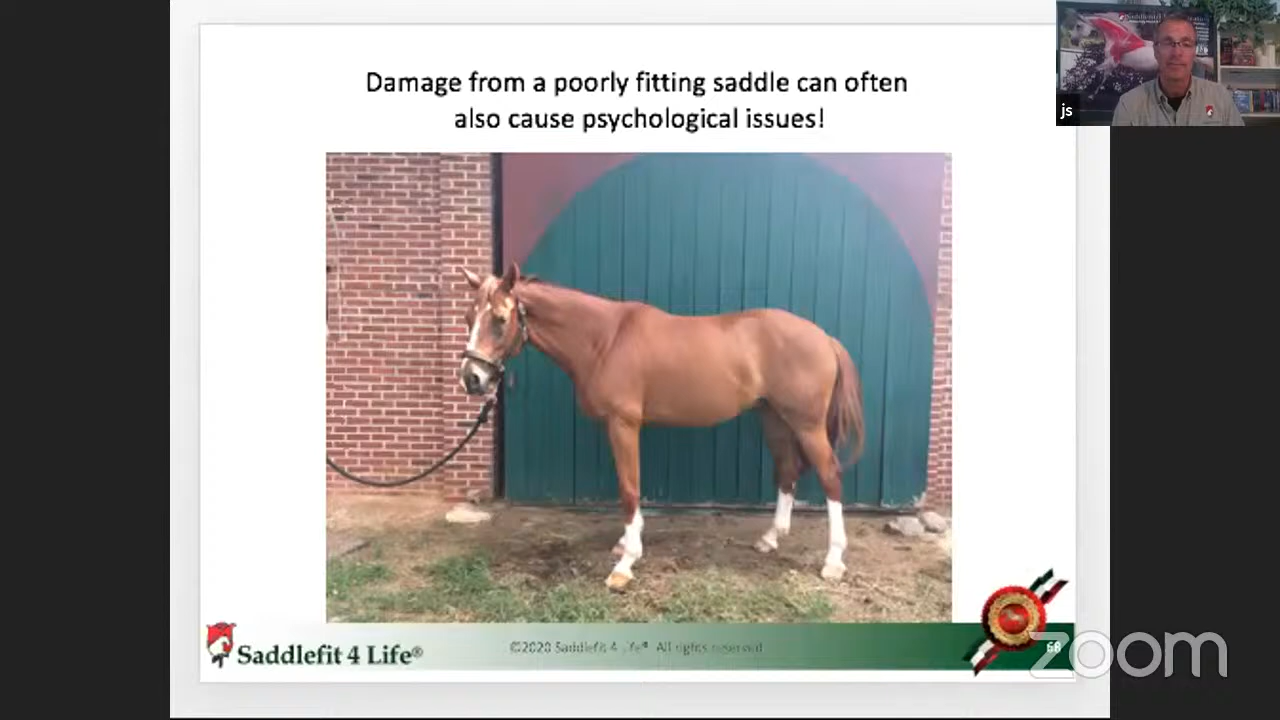 Damage from a poorly fitting saddle can often
also cause psychological issues!
js
Saddlefit 4 Life®
©2020 Saddlefit 4 Life® All rights reserved
68
zoom